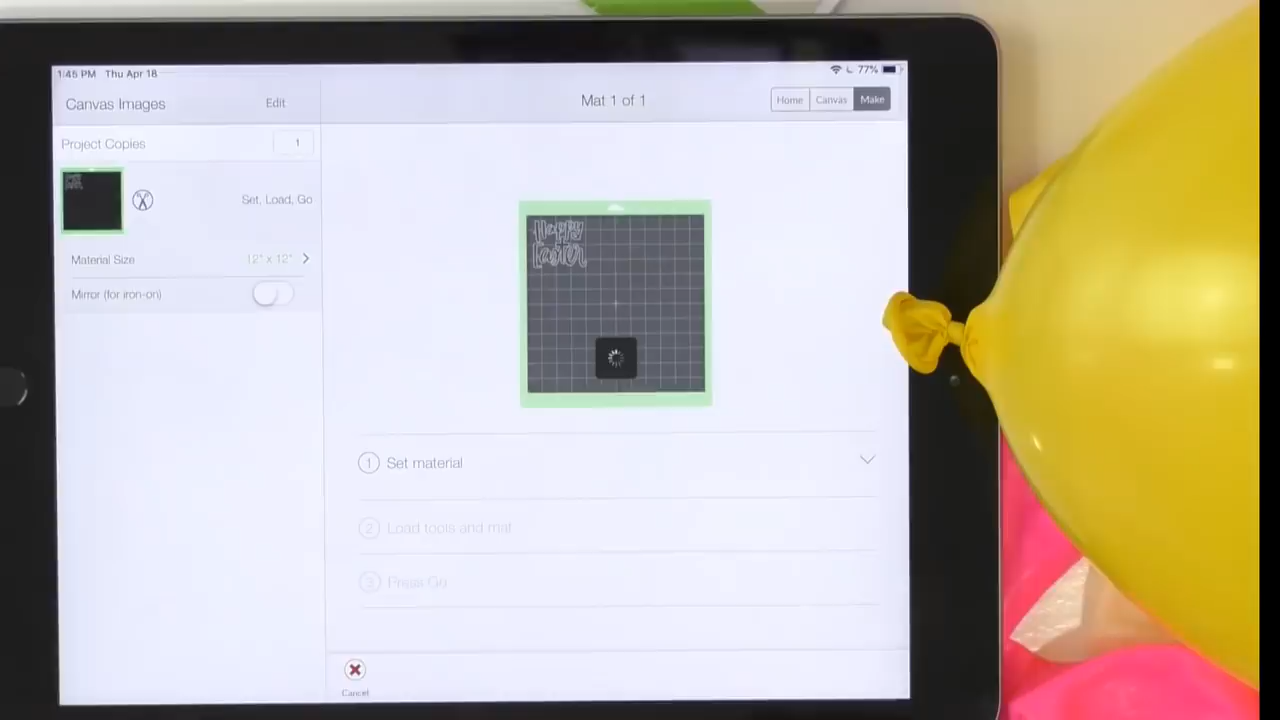 1:45 PM Thu Apr 18
77%
Canvas Images
Edit
Mat 1 of 1
Home
Canvas
Make
Project Copies
1
Set, Load, Go
Material Size
12" x 12"
Mirror (for iron-on)
Happy
Easter
1 Set material
2 Load tools and mat
3 Press Go
Cancel